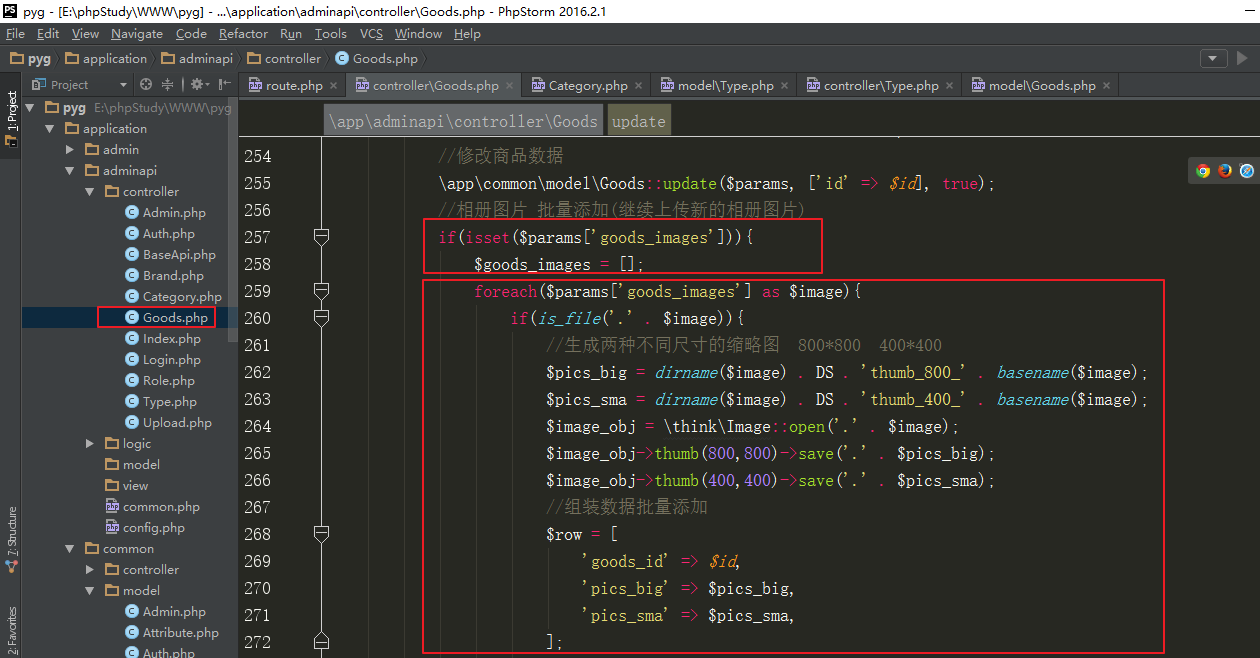 pyg - [E:\phpStudy\WWW\pyg] - ...\application\adminapi\controller\Goods.php - PhpStorm 2016.2.1
File Edit View Navigate Code Refactor Run Tools VCS Window Help
pyg application adminapi controller Goods.php
Project
route.php controller\Goods.php Category.php model\Type.php controller\Type.php model\Goods.php
1: Project
7: Structure
2: Favorites
pyg E:\phpStudy\WWW\pyg
application
admin
adminapi
controller
Admin.php
Auth.php
BaseApi.php
Brand.php
Category.php
Goods.php
Index.php
Login.php
Role.php
Type.php
Upload.php
logic
model
view
common.php
config.php
common
controller
model
Admin.php
Attribute.php
Auth.php
\app\adminapi\controller\Goods update
254 //修改商品数据
255 \app\common\model\Goods::update($params, ['id' => $id], true);
256 //相册图片 批量添加(继续上传新的相册图片)
257 if(isset($params['goods_images'])){
258 $goods_images = [];
259 foreach($params['goods_images'] as $image){
260 if(is_file('.' . $image)){
261 //生成两种不同尺寸的缩略图 800*800 400*400
262 $pics_big = dirname($image) . DS . 'thumb_800_' . basename($image);
263 $pics_sma = dirname($image) . DS . 'thumb_400_' . basename($image);
264 $image_obj = \think\Image::open('.' . $image);
265 $image_obj->thumb(800,800)->save('.' . $pics_big);
266 $image_obj->thumb(400,400)->save('.' . $pics_sma);
267 //组装数据批量添加
268 $row = [
269 'goods_id' => $id,
270 'pics_big' => $pics_big,
271 'pics_sma' => $pics_sma,
272 ];